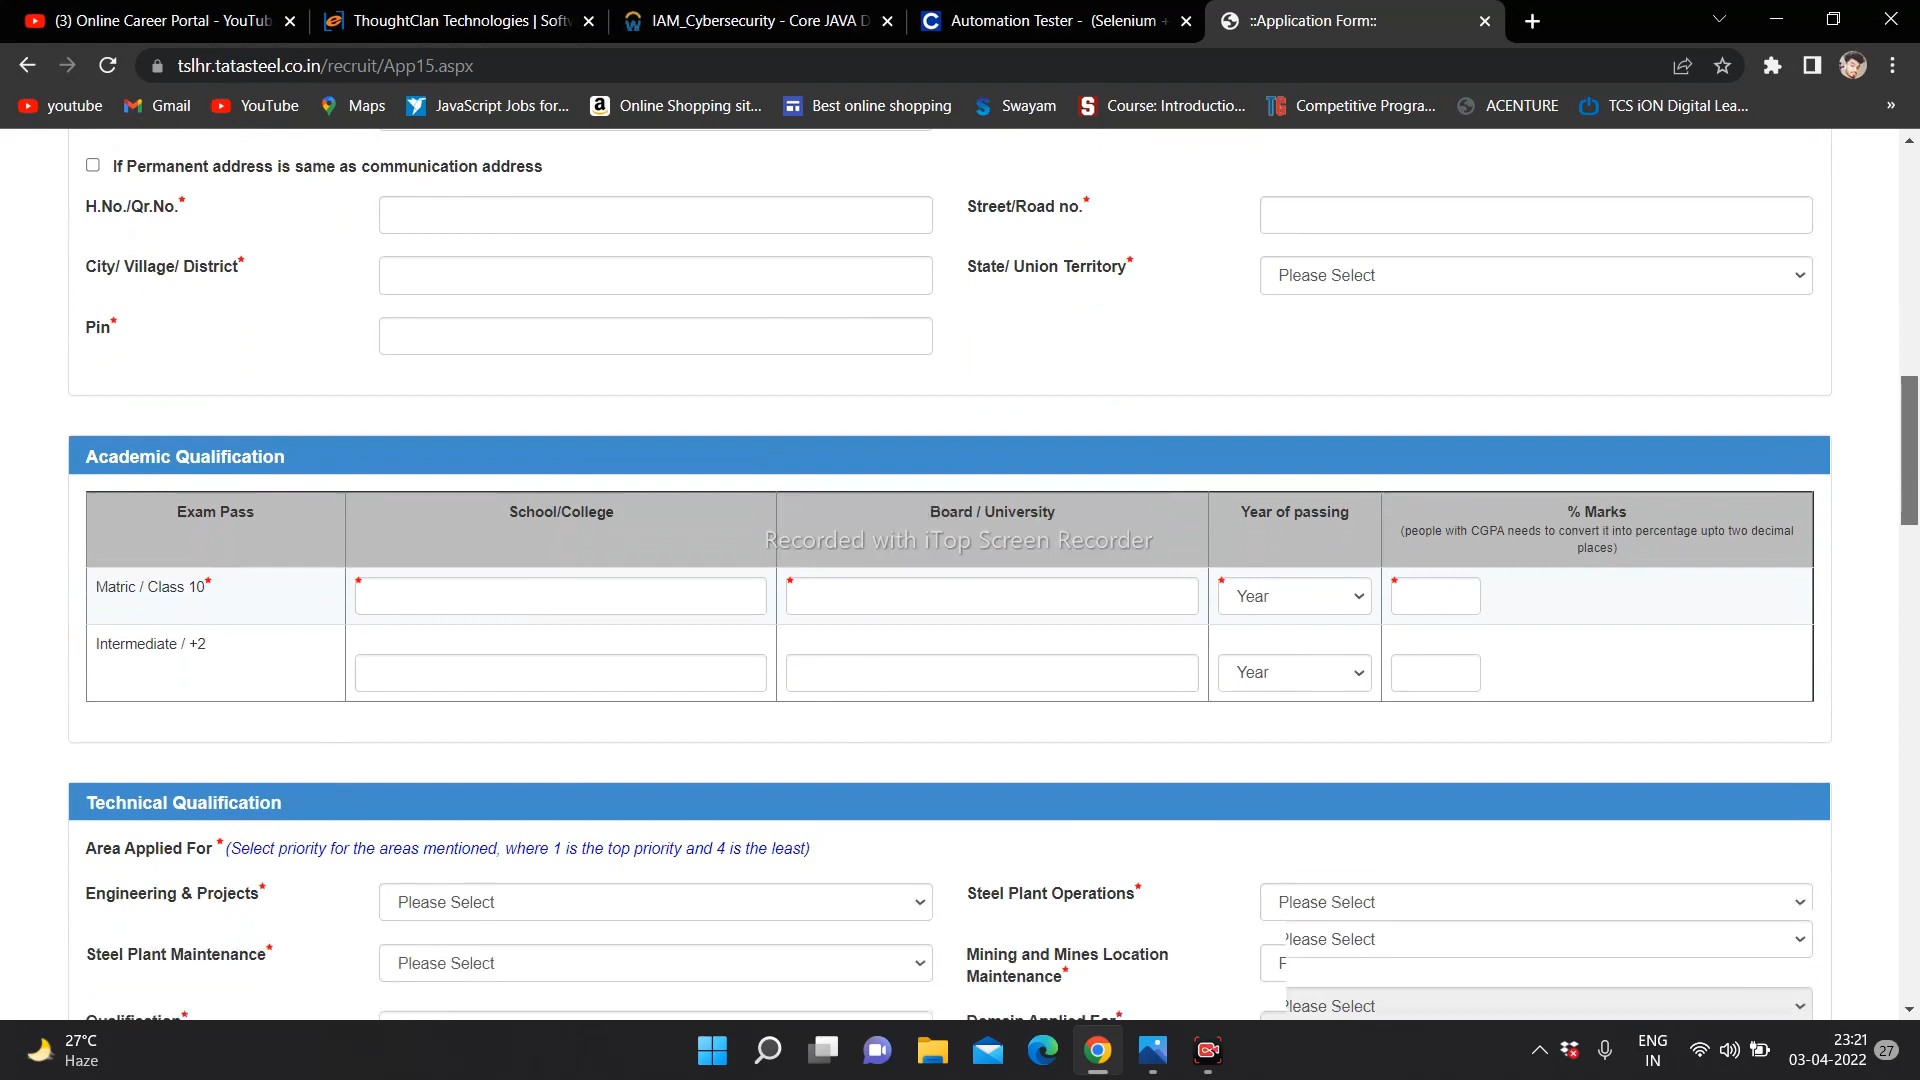 (3) Online Career Portal - YouTub
ThoughtClan Technologies | Softw
IAM_Cybersecurity - Core JAVA D
Automation Tester - (Selenium +
::Application Form::
tslhr.tatasteel.co.in/recruit/App15.aspx
youtube
Gmail
YouTube
Maps
JavaScript Jobs for...
Online Shopping sit...
Best online shopping
Swayam
Course: Introductio...
Competitive Progra...
ACENTURE
TCS iON Digital Lea...
»
If Permanent address is same as communication address
H.No./Qr.No.*
Street/Road no.*
City/ Village/ District*
State/ Union Territory*
Please Select
Pin*
Academic Qualification
Exam Pass
School/College
Board / University
Year of passing
% Marks
(people with CGPA needs to convert it into percentage upto two decimal
places)
Recorded with iTop Screen Recorder
Matric / Class 10*
*
*
*
Year
*
Intermediate / +2
Year
Technical Qualification
Area Applied For *(Select priority for the areas mentioned, where 1 is the top priority and 4 is the least)
Engineering & Projects*
Please Select
Steel Plant Operations*
Please Select
Please Select
Steel Plant Maintenance*
Please Select
Mining and Mines Location
Maintenance*
Please Select
Qualification*
Domain Applied For*
27°C
Haze
ENG
IN
23:21
03-04-2022
27